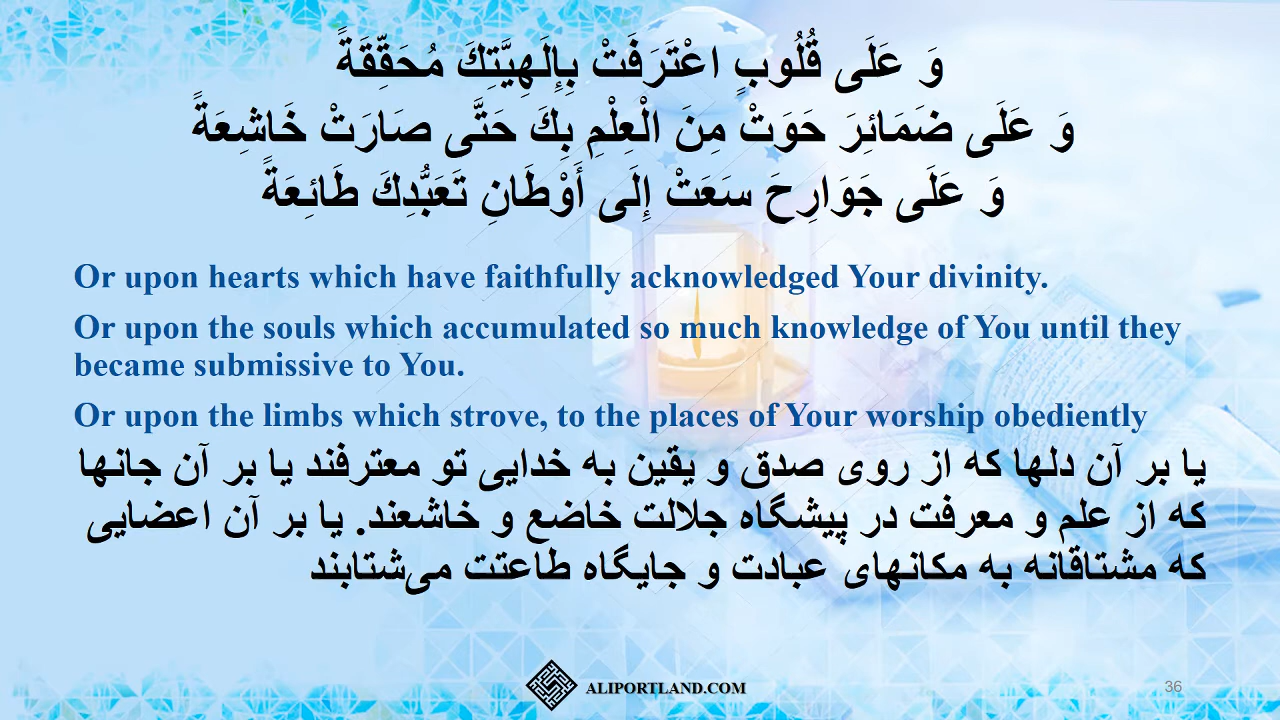 وَ عَلَى قُلُوبٍ اعْتَرَفَتْ بِإِلَهِيَّتِكَ مُحَقِّقَةً
وَ عَلَى ضَمَائِرَ حَوَتْ مِنَ الْعِلْمِ بِكَ حَتَّى صَارَتْ خَاشِعَةً
وَ عَلَى جَوَارِحَ سَعَتْ إِلَى أَوْطَانِ تَعَبُّدِكَ طَائِعَةً
Or upon hearts which have faithfully acknowledged Your divinity.
Or upon the souls which accumulated so much knowledge of You until they
became submissive to You.
Or upon the limbs which strove, to the places of Your worship obediently
یا بر آن دلها که از روی صدق و یقین به خدایی تو معترفند یا بر آن جانها
که از علم و معرفت در پیشگاه جلالت خاضع و خاشعند. یا بر آن اعضایی
که مشتاقانه به مکانهای عبادت و جایگاه طاعتت می‌شتابند
ALIPORTLAND.COM
36